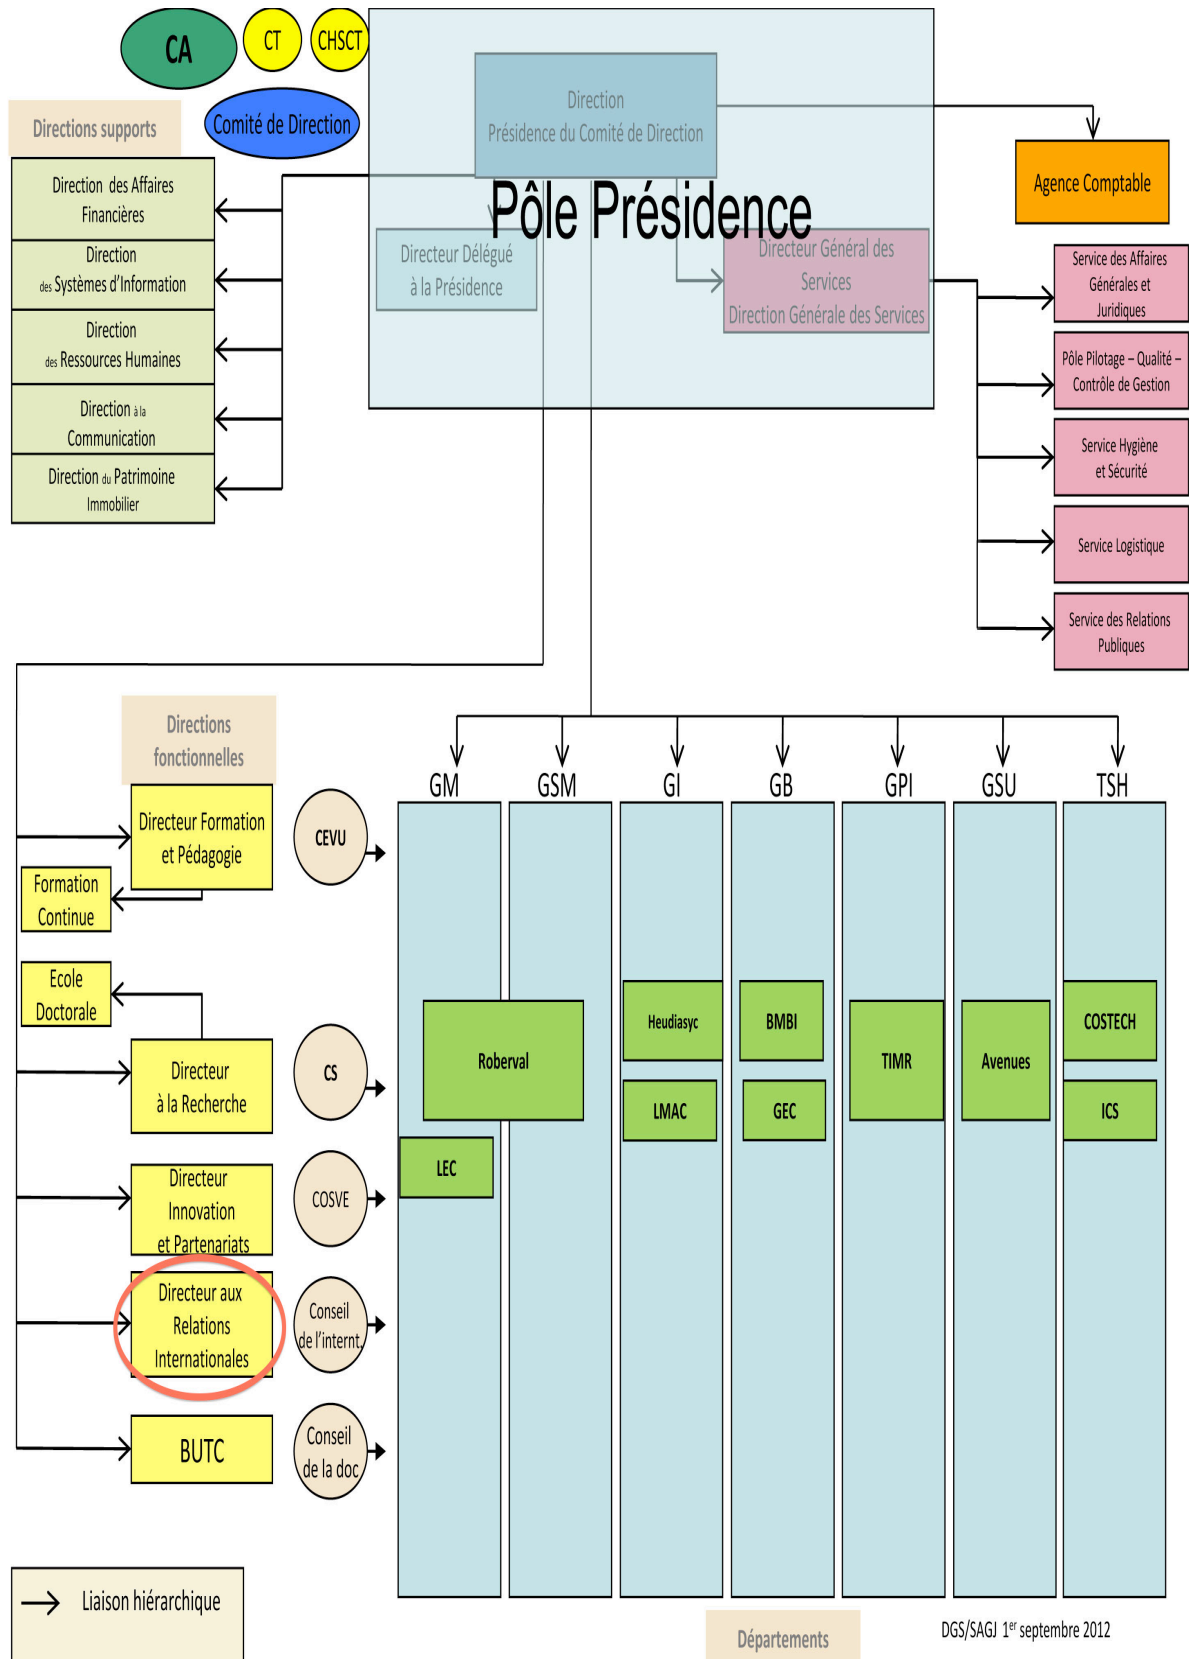 CA
CT
CHSCT
Comité de Direction
Directions supports
Direction des Affaires
Financières
Direction
des Systèmes d'Information
Direction
des Ressources Humaines
Direction à la
Communication
Direction du Patrimoine
Immobilier
Direction
Présidence du Comité de Direction
Pôle Présidence
Directeur Délégué
à la Présidence
Directeur Général des
Services
Direction Générale des Services
Agence Comptable
Service des Affaires
Générales et
Juridiques
Pôle Pilotage – Qualité –
Contrôle de Gestion
Service Hygiène
et Sécurité
Service Logistique
Service des Relations
Publiques
Directions
fonctionnelles
Directeur Formation
et Pédagogie
Formation
Continue
Ecole
Doctorale
Directeur
à la Recherche
Directeur
Innovation
et Partenariats
Directeur aux
Relations
Internationales
BUTC
CEVU
CS
COSVE
Conseil
de l'internt.
Conseil
de la doc
GM
GSM
GI
GB
GPI
GSU
TSH
Roberval
LEC
Heudiasyc
LMAC
BMBI
GEC
TIMR
Avenues
COSTECH
ICS
Liaison hiérarchique
Départements
DGS/SAGJ 1er septembre 2012